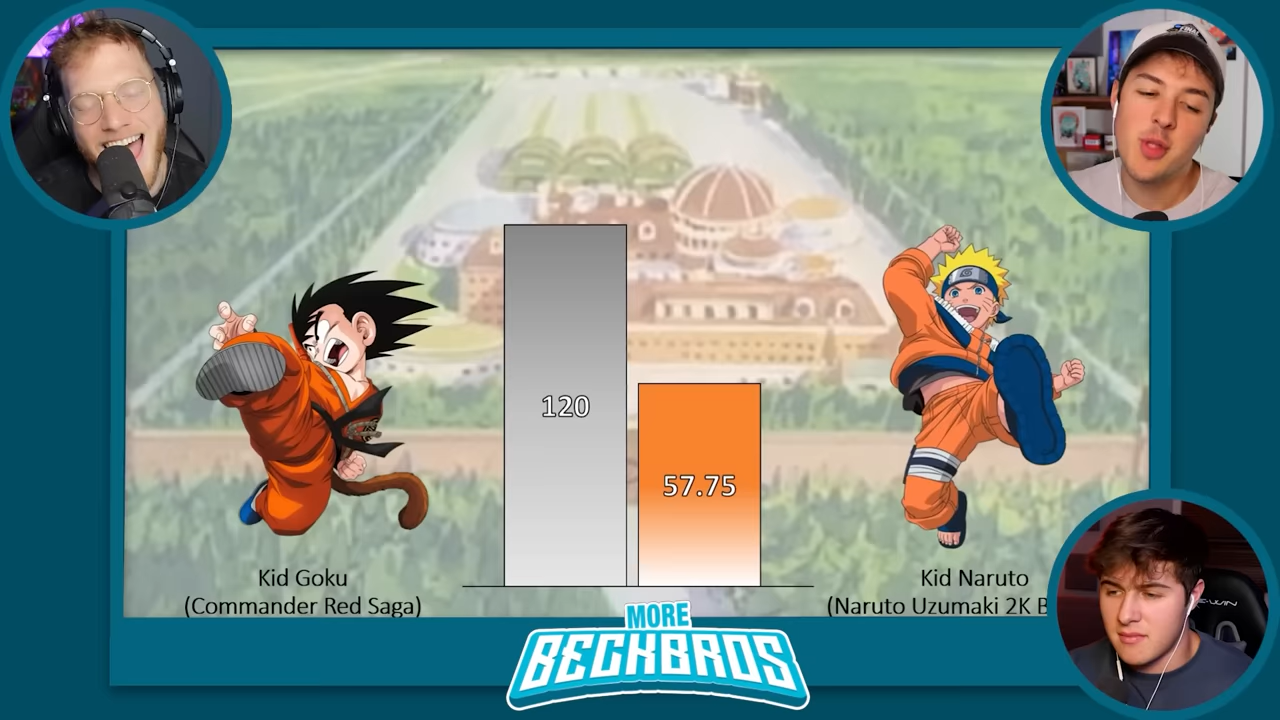 120
57.75
Kid Goku
(Commander Red Saga)
Kid Naruto
(Naruto Uzumaki 2K B
MORE
BECKBROS